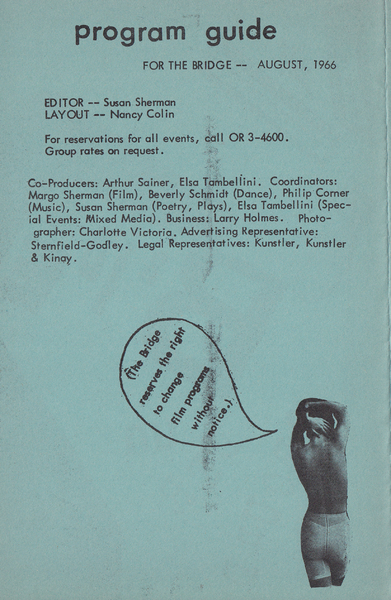 program guide
FOR THE BRIDGE -- AUGUST, 1966
EDITOR -- Susan Sherman
LAYOUT -- Nancy Colin
For reservations for all events, call OR 3-4600.
Group rates on request.
Co-Producers: Arthur Sainer, Elsa Tambellini. Coordinators:
Margo Sherman (Film), Beverly Schmidt (Dance), Philip Corner
(Music), Susan Sherman (Poetry, Plays), Elsa Tambellini (Spec-
ial Events: Mixed Media). Business: Larry Holmes. Photo-
grapher: Charlotte Victoria. Advertising Representative:
Sternfield-Godley. Legal Representatives: Kunstler, Kunstler
& Kinoy.
(The Bridge
reserves the right
to change
film programs
without
notice.)